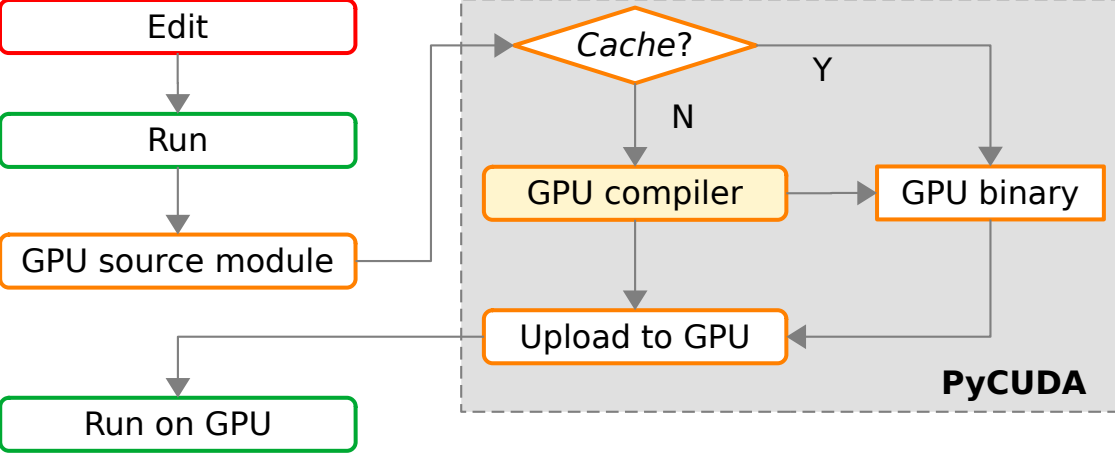 Edit
Run
GPU source module
Cache?
Y
N
GPU compiler
GPU binary
Upload to GPU
PyCUDA
Run on GPU